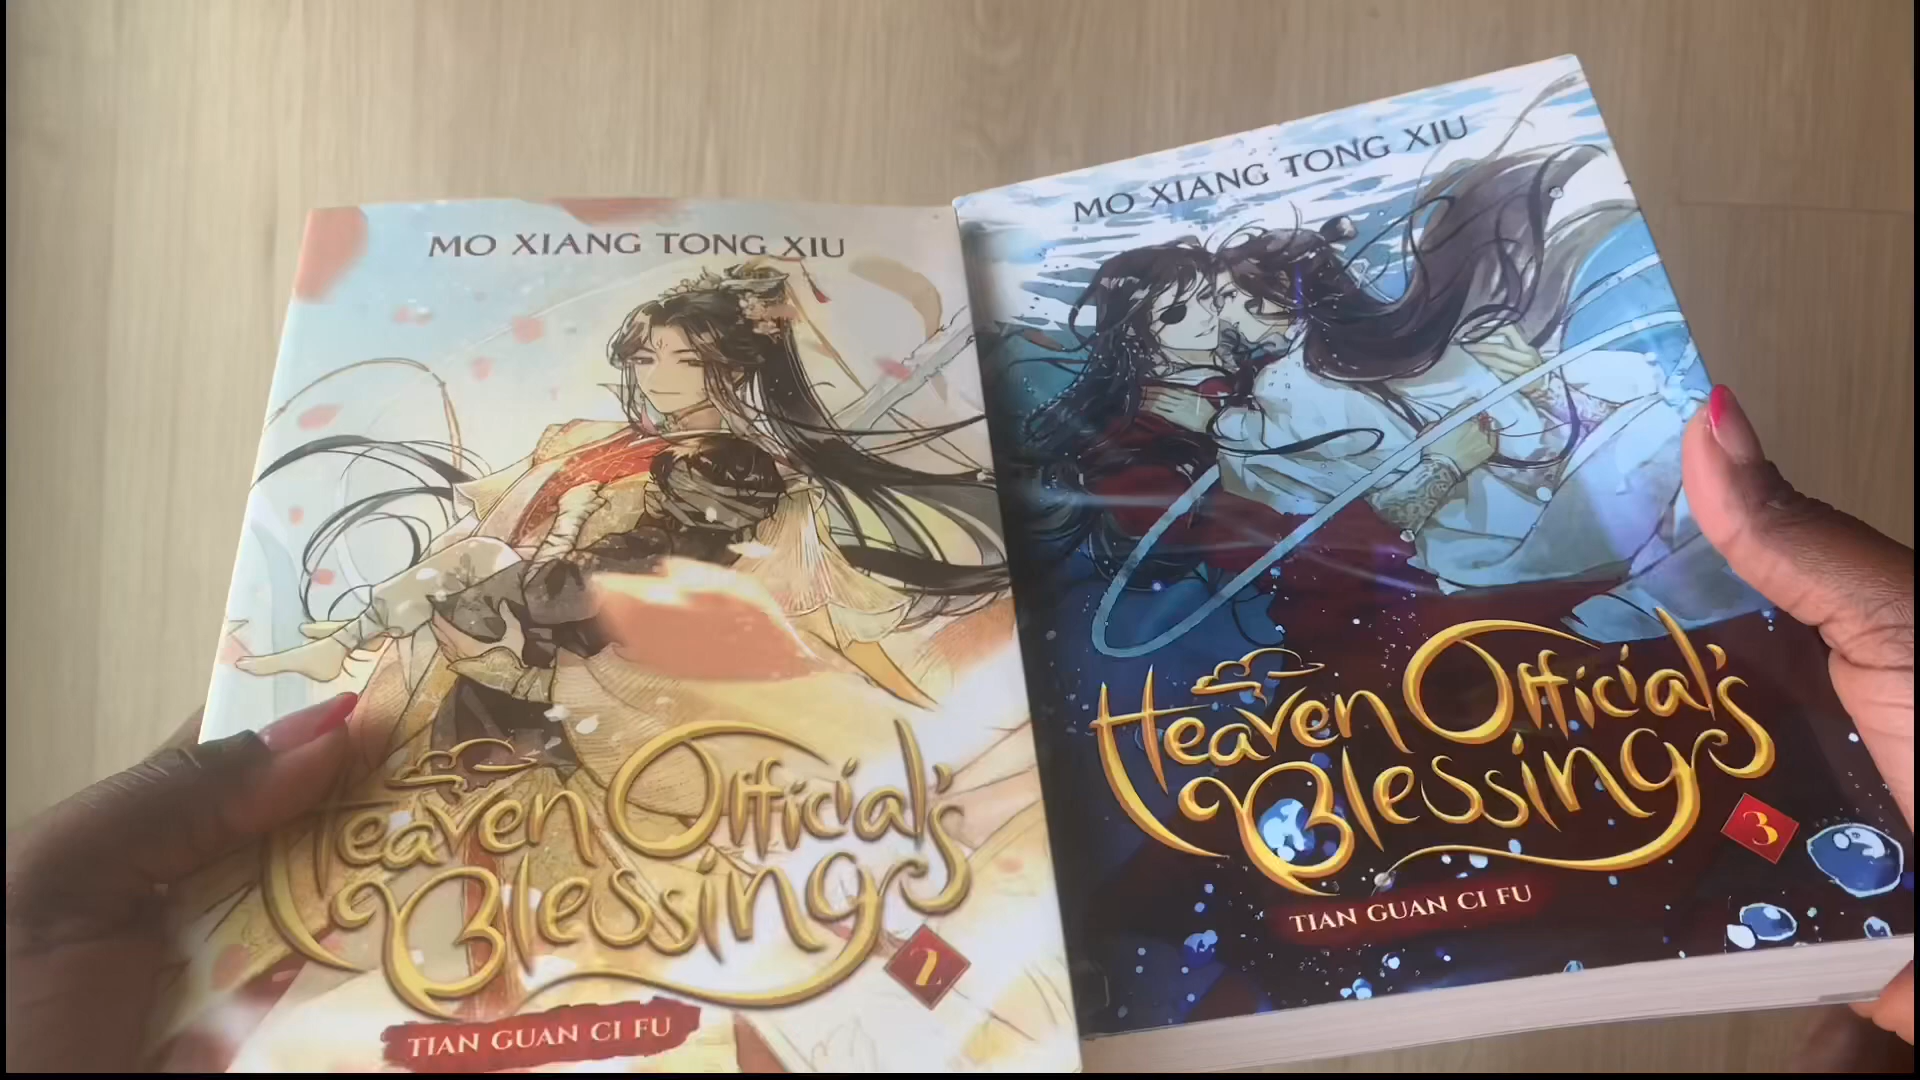 MO XIANG TONG XIU
Heaven Official's
Blessing
2
TIAN GUAN CI FU
MO XIANG TONG XIU
Heaven Official's
Blessing
3
TIAN GUAN CI FU